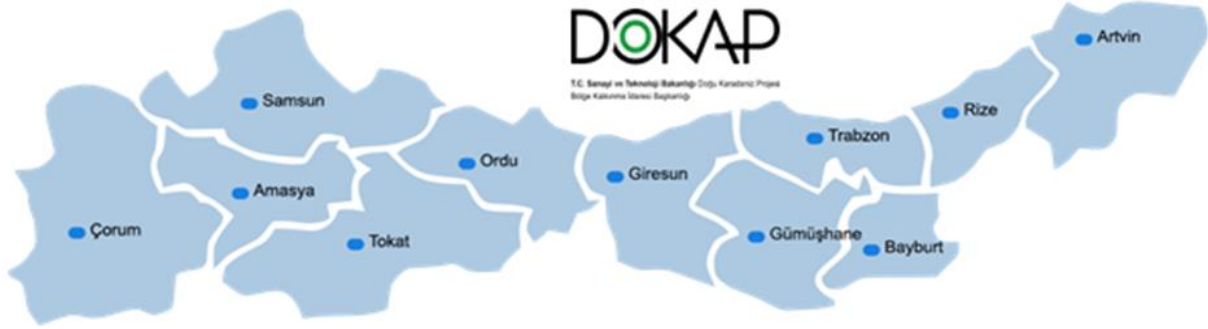 DOKAP
T.C. Sanayi ve Teknoloji Bakanlığı Doğu Karadeniz Projesi
Bölge Kalkınma İdaresi Başkanlığı
Artvin
Samsun
Rize
Trabzon
Ordu
Giresun
Amasya
Çorum
Tokat
Gümüşhane
Bayburt